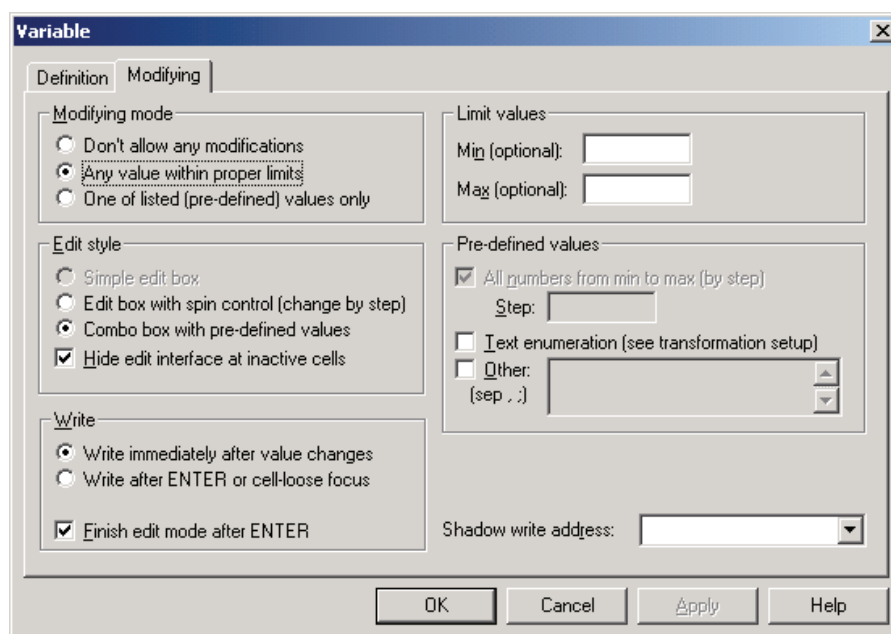 Variable
Definition
Modifying
Modifying mode
Don't allow any modifications
Any value within proper limits
One of listed (pre-defined) values only
Edit style
Simple edit box
Edit box with spin control (change by step)
Combo box with pre-defined values
Hide edit interface at inactive cells
Write
Write immediately after value changes
Write after ENTER or cell-loose focus
Finish edit mode after ENTER
Limit values
Min (optional):
Max (optional):
Pre-defined values
All numbers from min to max (by step)
Step:
Text enumeration (see transformation setup)
Other:
(sep , ;)
Shadow write address:
OK
Cancel
Apply
Help